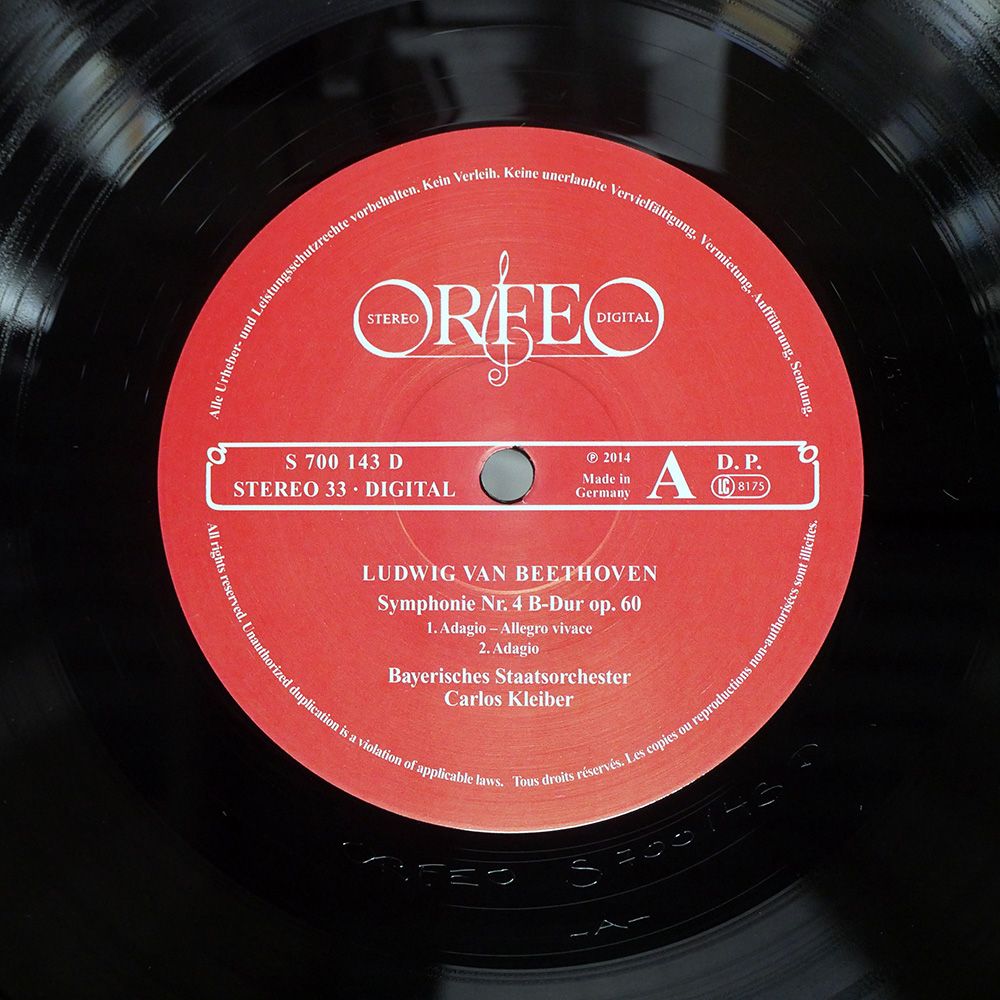 Alle Urheber- und Leistungsschutzrechte vorbehalten. Kein Verleih. Keine unerlaubte Vervielfältigung, Vermietung, Aufführung, Sendung.
STEREO ORFEO DIGITAL
S 700 143 D
STEREO 33 · DIGITAL
℗ 2014
Made in
Germany
A
D. P.
LC 8175
LUDWIG VAN BEETHOVEN
Symphonie Nr. 4 B-Dur op. 60
1. Adagio – Allegro vivace
2. Adagio
Bayerisches Staatsorchester
Carlos Kleiber
All rights reserved. Unauthorized duplication is a violation of applicable laws. Tous droits réservés. Les copies ou reproductions non-authorisées sont illicites.
ORFEO
-A-